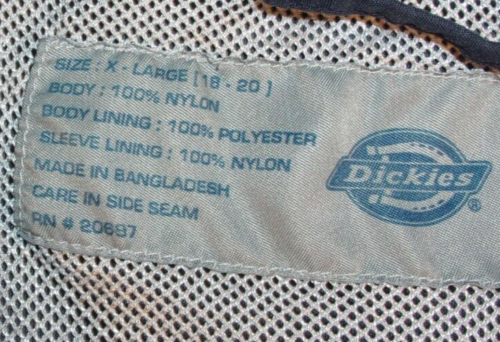 SIZE : X - LARGE [18 - 20 ]
BODY : 100% NYLON
BODY LINING : 100% POLYESTER
SLEEVE LINING : 100% NYLON
MADE IN BANGLADESH
CARE IN SIDE SEAM
RN # 20697
Dickies ®